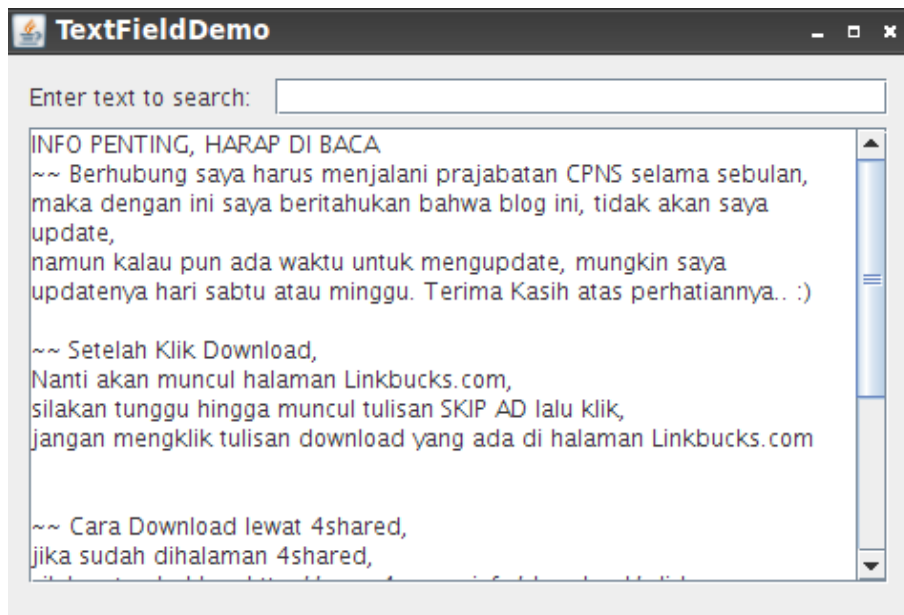 TextFieldDemo
Enter text to search:
INFO PENTING, HARAP DI BACA
~~ Berhubung saya harus menjalani prajabatan CPNS selama sebulan,
maka dengan ini saya beritahukan bahwa blog ini, tidak akan saya
update,
namun kalau pun ada waktu untuk mengupdate, mungkin saya
updatenya hari sabtu atau minggu. Terima Kasih atas perhatiannya.. :)
~~ Setelah Klik Download,
Nanti akan muncul halaman Linkbucks.com,
silakan tunggu hingga muncul tulisan SKIP AD lalu klik,
jangan mengklik tulisan download yang ada di halaman Linkbucks.com
~~ Cara Download lewat 4shared,
jika sudah dihalaman 4shared,